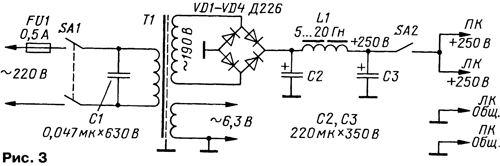 FU1
0,5 А
SA1
~220 В
C1
0,047 мк×630 В
T1
~190 В
~6,3 В
VD1–VD4 Д226
L1
5...20 Гн
+250 В
SA2
C2
C3
C2, C3
220 мк×350 В
ПК
+250 В
ЛК
+250 В
ЛК
Общ.
ПК
Общ.
Рис. 3